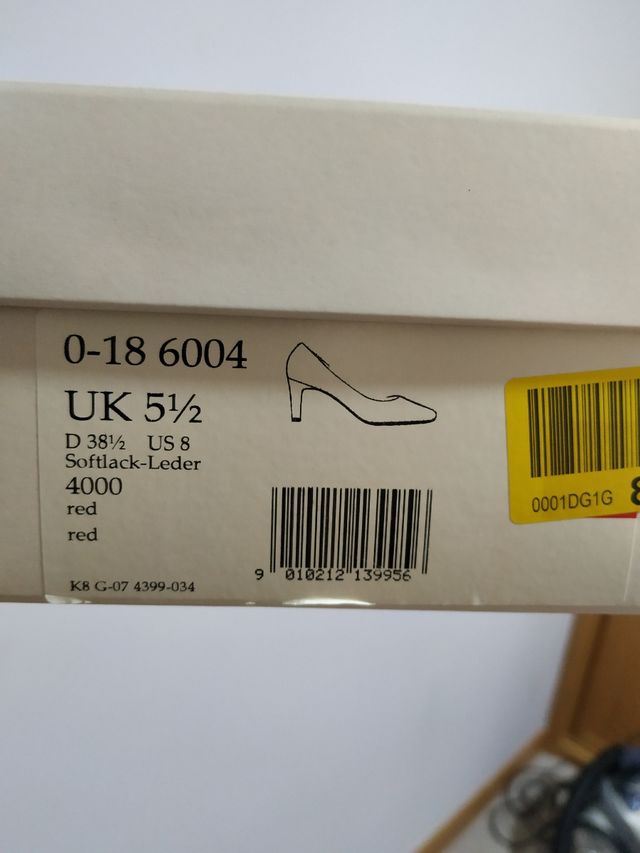 0-18 6004
UK 5½
D 38½ US 8
Softlack-Leder
4000
red
red
K8 G-07 4399-034
9 010212 139956
0001DG1G
8